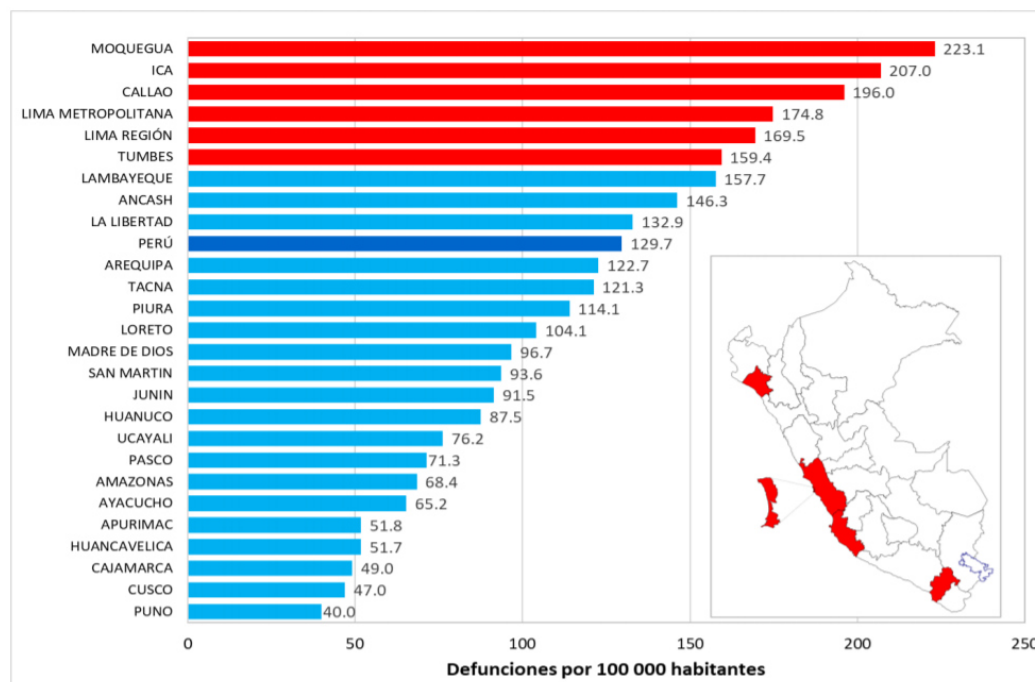 MOQUEGUA 223.1
ICA 207.0
CALLAO 196.0
LIMA METROPOLITANA 174.8
LIMA REGIÓN 169.5
TUMBES 159.4
LAMBAYEQUE 157.7
ANCASH 146.3
LA LIBERTAD 132.9
PERÚ 129.7
AREQUIPA 122.7
TACNA 121.3
PIURA 114.1
LORETO 104.1
MADRE DE DIOS 96.7
SAN MARTIN 93.6
JUNIN 91.5
HUANUCO 87.5
UCAYALI 76.2
PASCO 71.3
AMAZONAS 68.4
AYACUCHO 65.2
APURIMAC 51.8
HUANCAVELICA 51.7
CAJAMARCA 49.0
CUSCO 47.0
PUNO 40.0
0 50 100 150 200 250
Defunciones por 100 000 habitantes